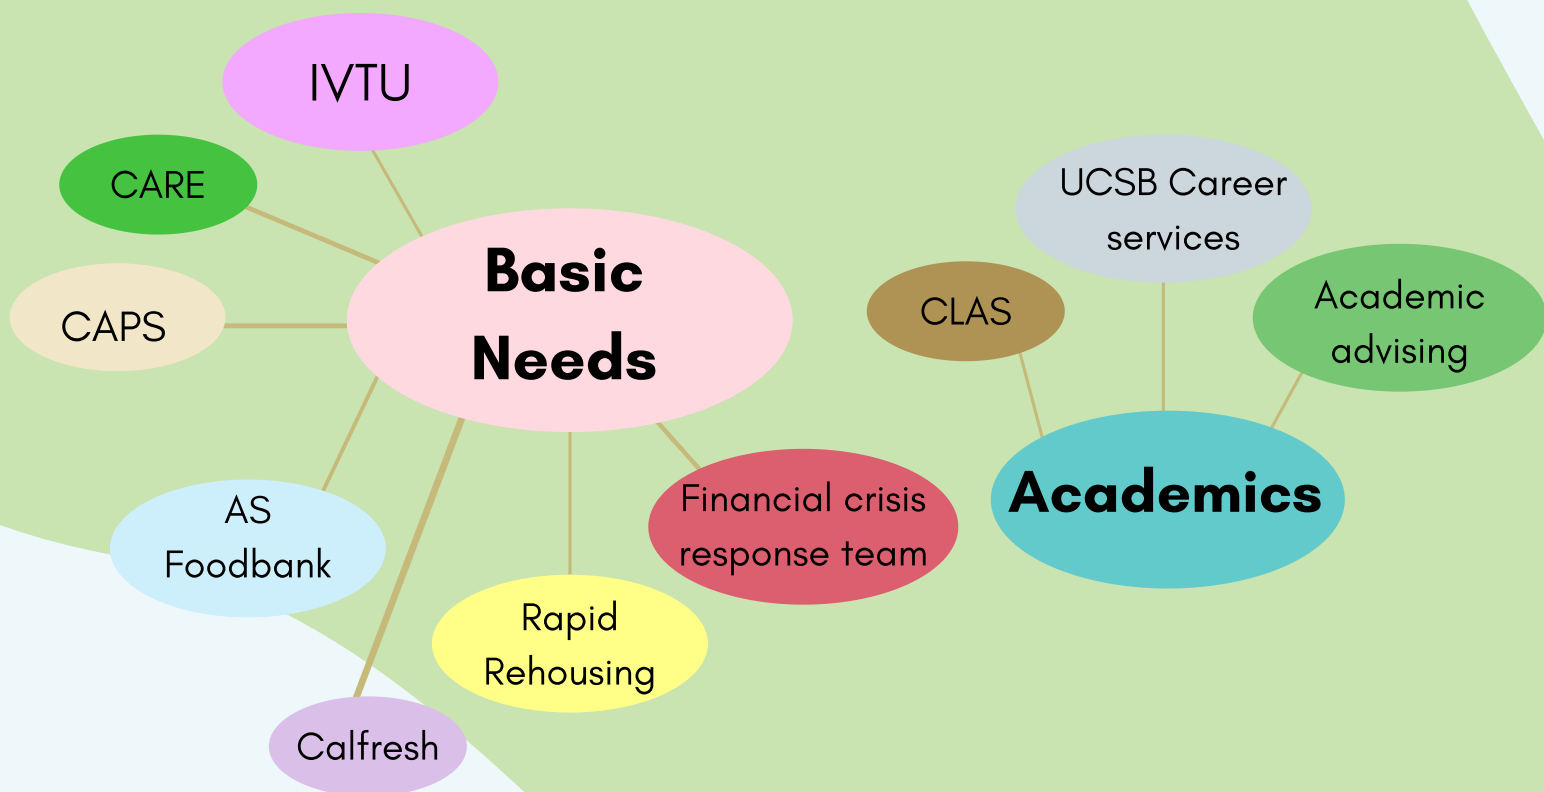 IVTU
CARE
CAPS
Basic
Needs
AS
Foodbank
Calfresh
Rapid
Rehousing
Financial crisis
response team
UCSB Career
services
CLAS
Academic
advising
Academics